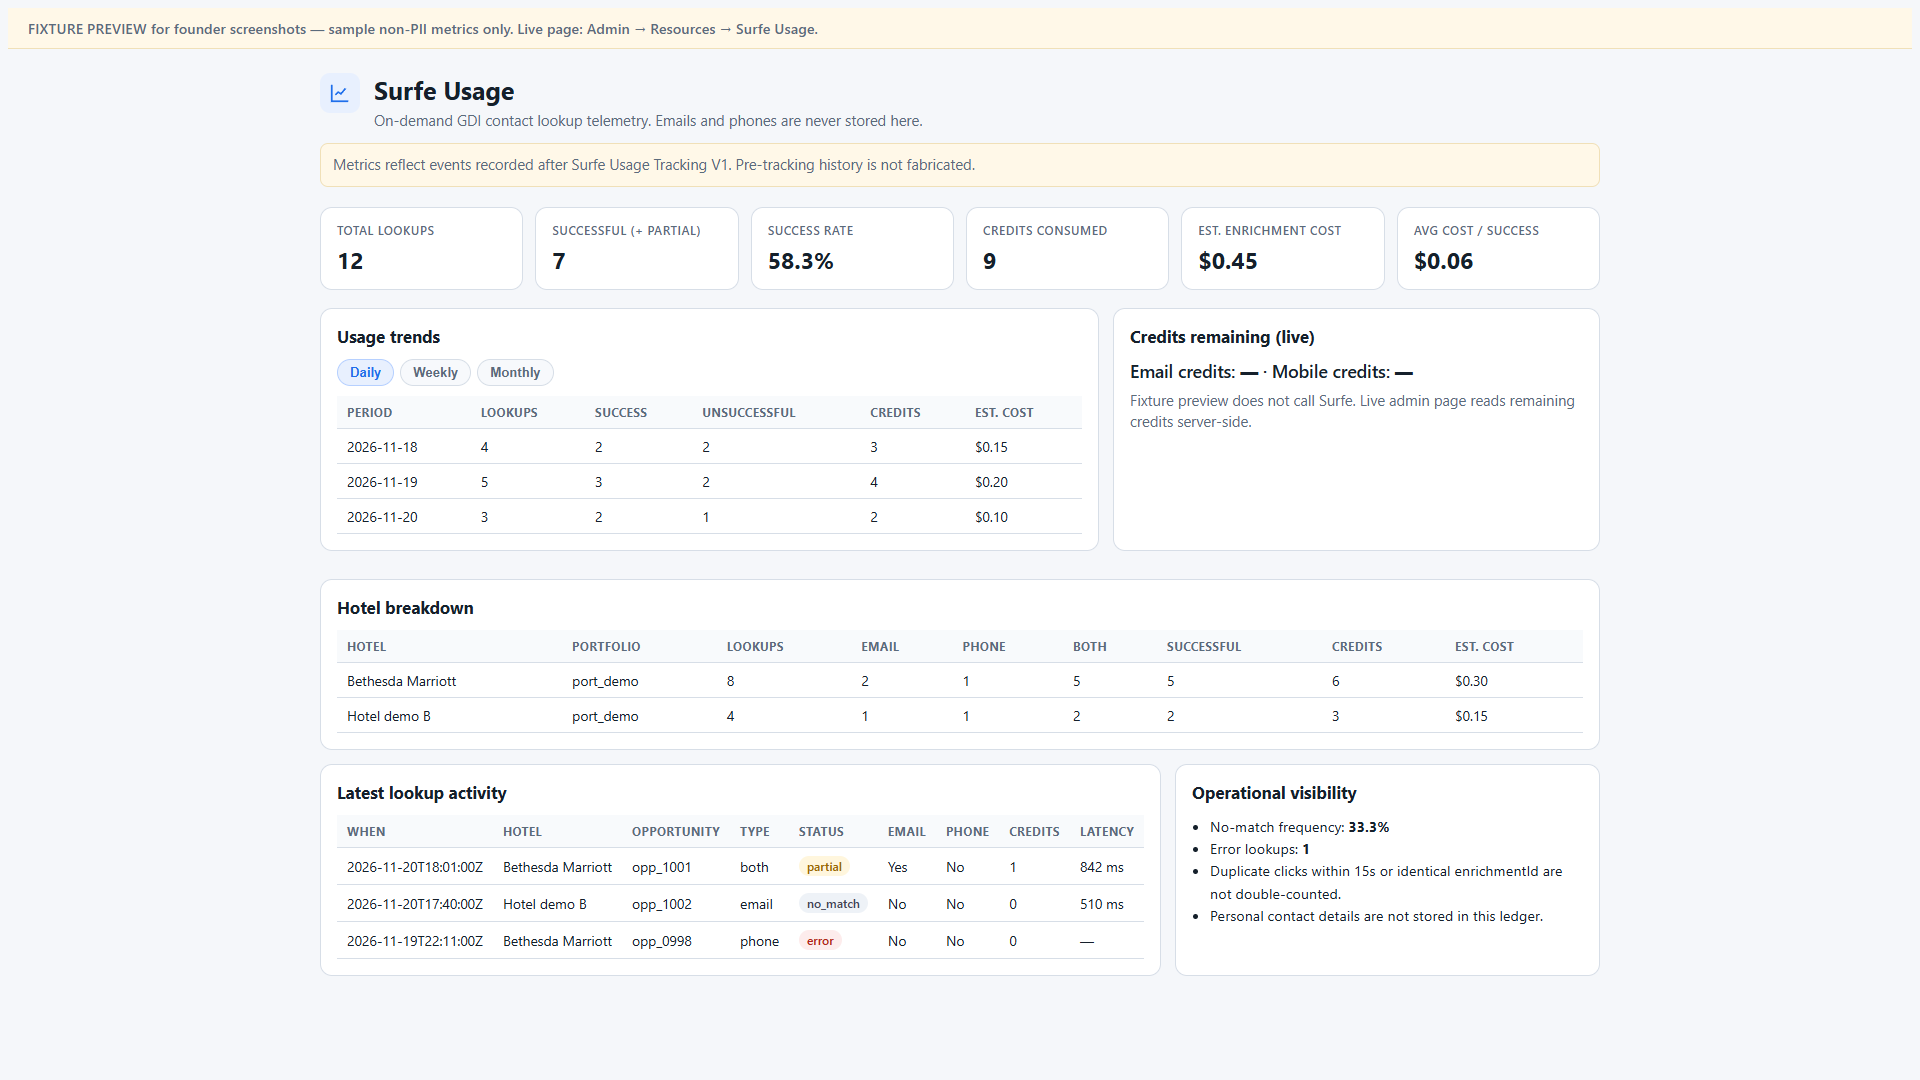 FIXTURE PREVIEW for founder screenshots — sample non-PII metrics only. Live page: Admin → Resources → Surfe Usage.
Surfe Usage
On-demand GDI contact lookup telemetry. Emails and phones are never stored here.
Metrics reflect events recorded after Surfe Usage Tracking V1. Pre-tracking history is not fabricated.
TOTAL LOOKUPS
12
SUCCESSFUL (+ PARTIAL)
7
SUCCESS RATE
58.3%
CREDITS CONSUMED
9
EST. ENRICHMENT COST
$0.45
AVG COST / SUCCESS
$0.06
Usage trends
Daily Weekly Monthly
PERIOD LOOKUPS SUCCESS UNSUCCESSFUL CREDITS EST. COST
2026-11-18 4 2 2 3 $0.15
2026-11-19 5 3 2 4 $0.20
2026-11-20 3 2 1 2 $0.10
Credits remaining (live)
Email credits: — · Mobile credits: —
Fixture preview does not call Surfe. Live admin page reads remaining
credits server-side.
Hotel breakdown
HOTEL PORTFOLIO LOOKUPS EMAIL PHONE BOTH SUCCESSFUL CREDITS EST. COST
Bethesda Marriott port_demo 8 2 1 5 5 6 $0.30
Hotel demo B port_demo 4 1 1 2 2 3 $0.15
Latest lookup activity
WHEN HOTEL OPPORTUNITY TYPE STATUS EMAIL PHONE CREDITS LATENCY
2026-11-20T18:01:00Z Bethesda Marriott opp_1001 both partial Yes No 1 842 ms
2026-11-20T17:40:00Z Hotel demo B opp_1002 email no_match No No 0 510 ms
2026-11-19T22:11:00Z Bethesda Marriott opp_0998 phone error No No 0 —
Operational visibility
• No-match frequency: 33.3%
• Error lookups: 1
• Duplicate clicks within 15s or identical enrichmentId are
not double-counted.
• Personal contact details are not stored in this ledger.